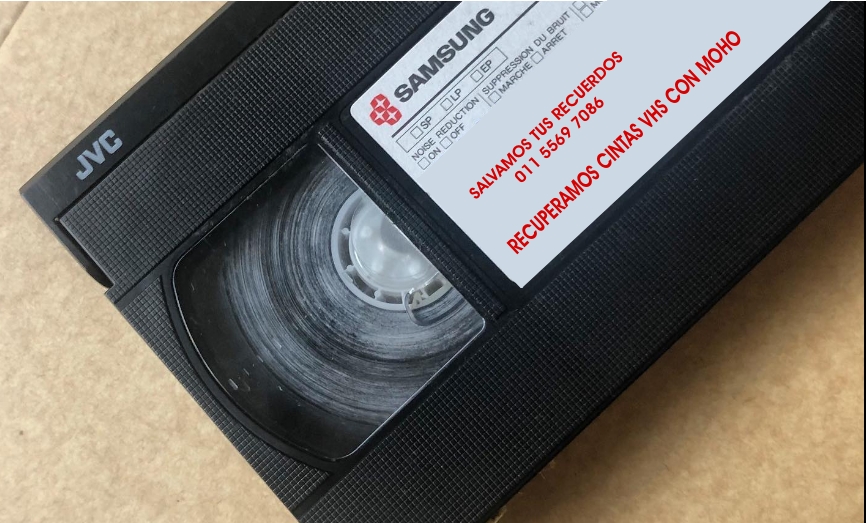 JVC
SAMSUNG
SP LP EP
NOISE REDUCTION SUPPRESSION DU BRUIT
ON OFF MARCHE ARRET
SALVAMOS TUS RECUERDOS
011 5569 7086
RECUPERAMOS CINTAS VHS CON MOHO